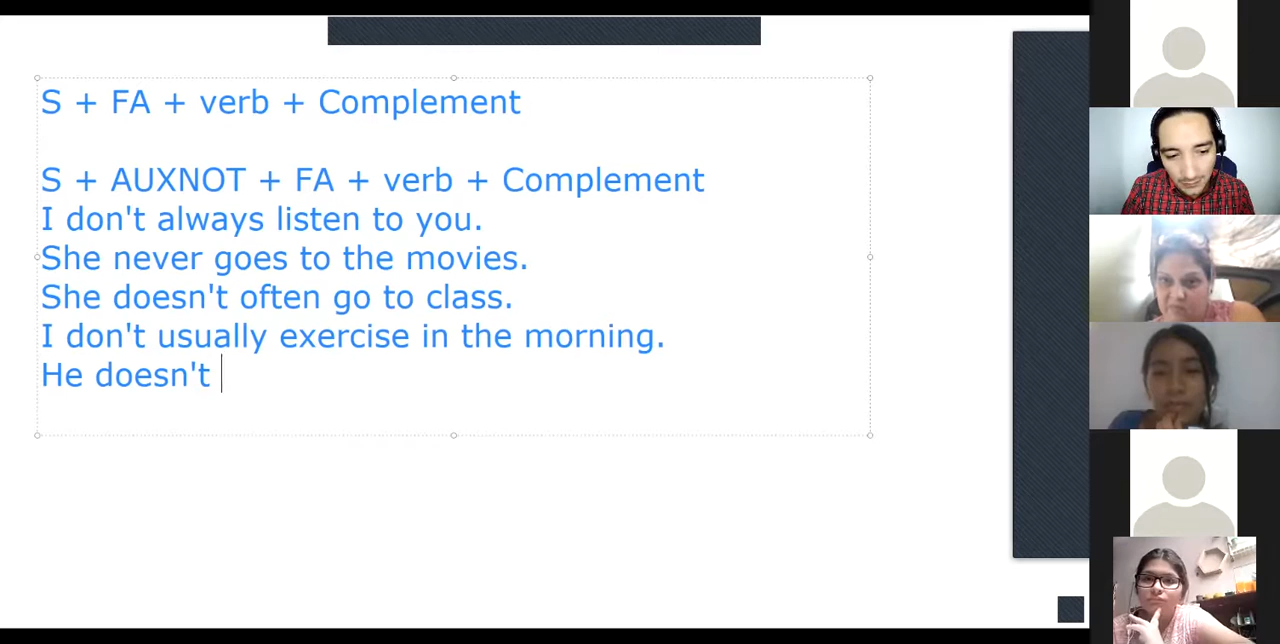 S + FA + verb + Complement
S + AUXNOT + FA + verb + Complement
I don't always listen to you.
She never goes to the movies.
She doesn't often go to class.
I don't usually exercise in the morning.
He doesn't